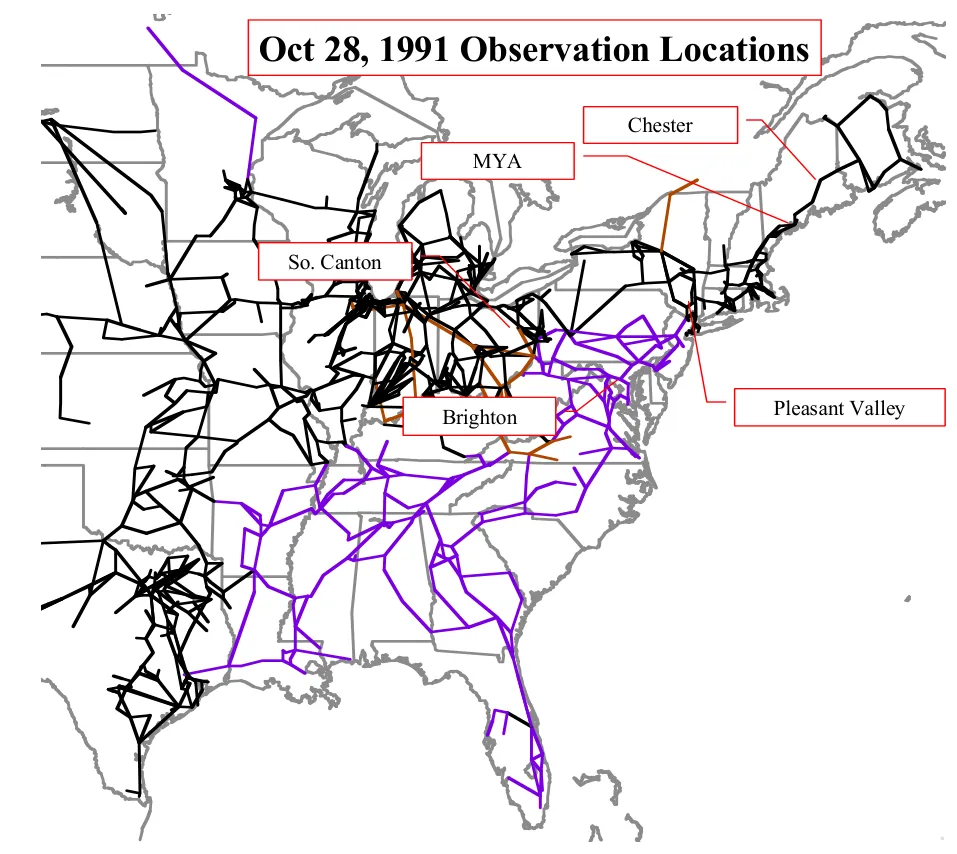 Oct 28, 1991 Observation Locations
Chester
MYA
So. Canton
Brighton
Pleasant Valley